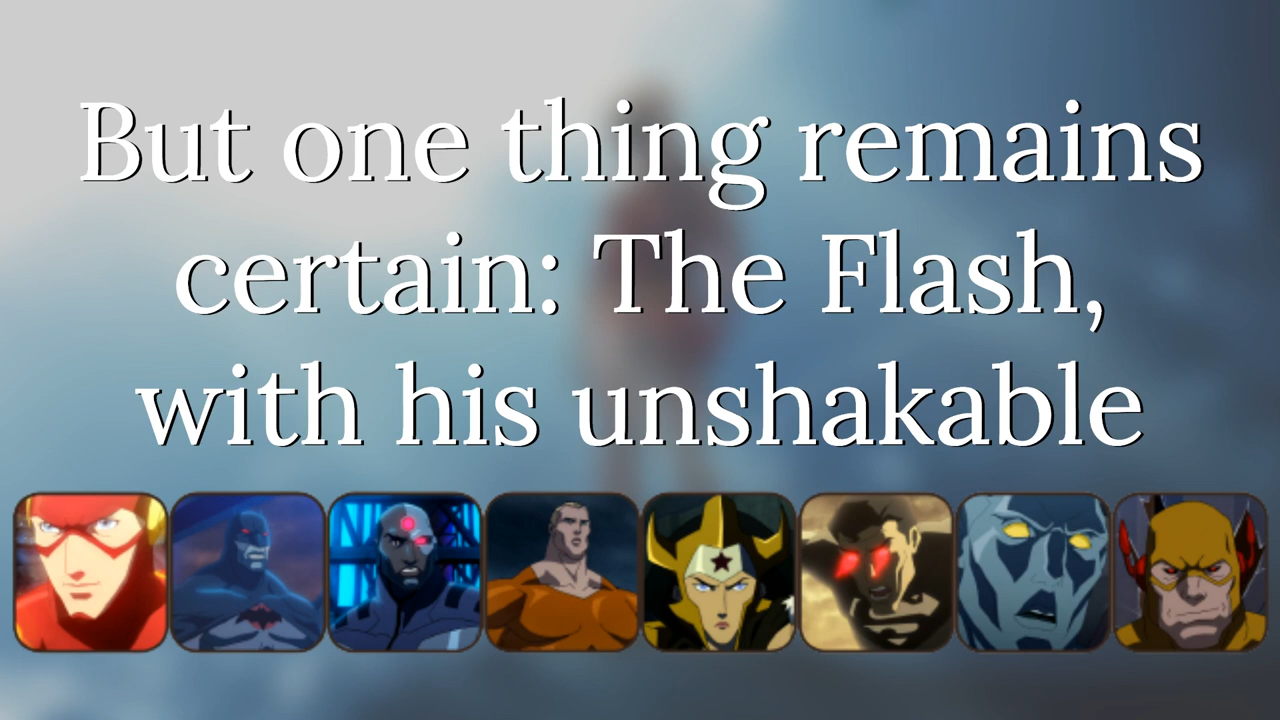 But one thing remains
certain: The Flash,
with his unshakable